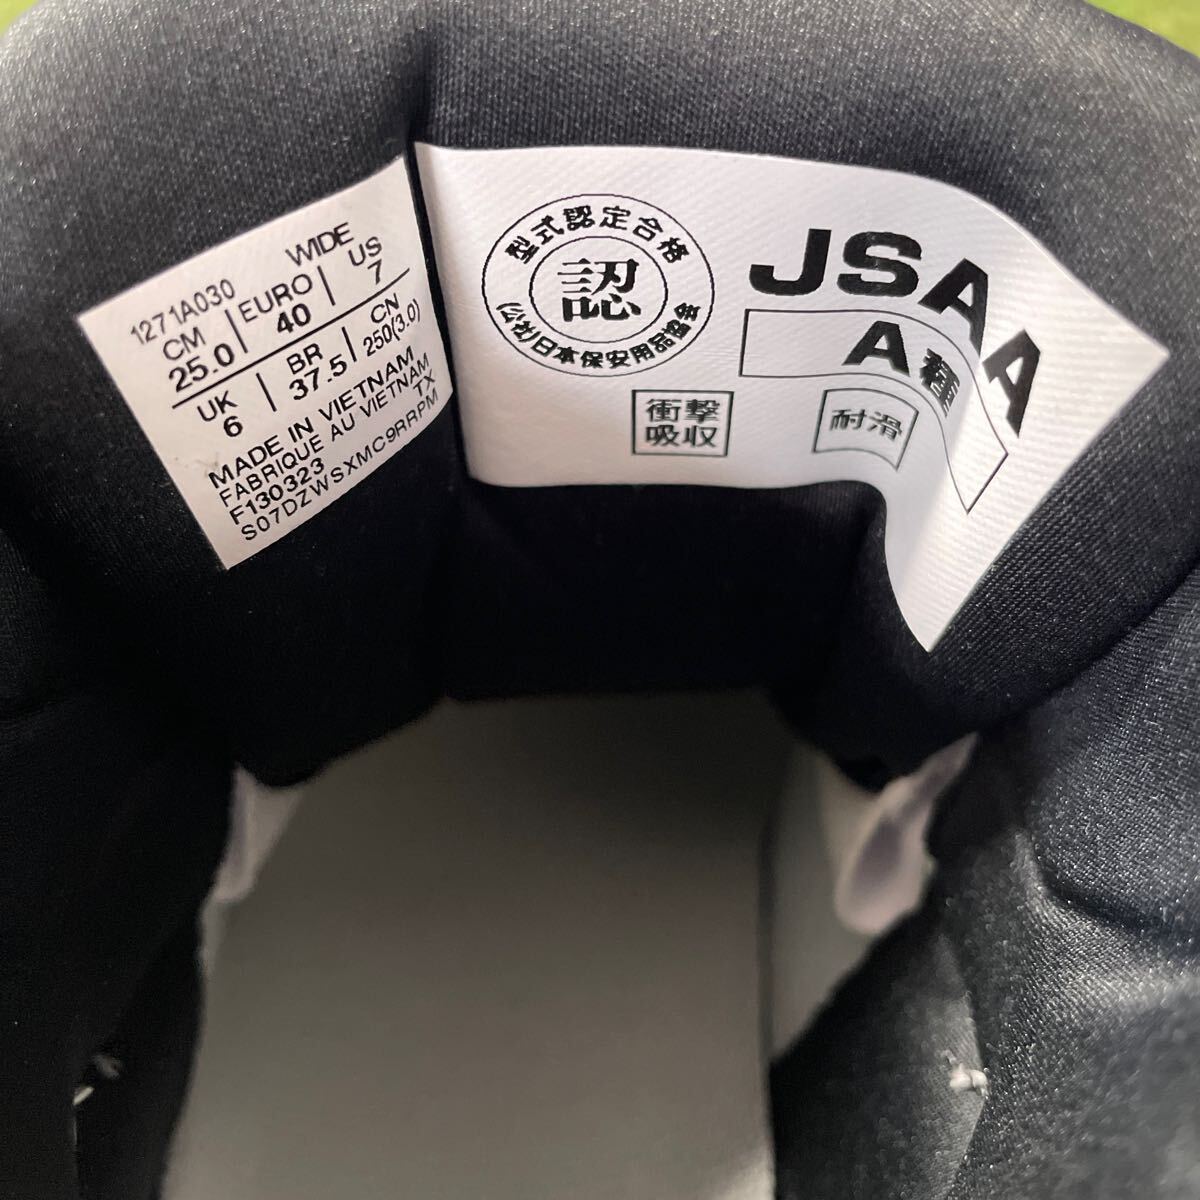 1271A030 WIDE
CM EURO US
25.0 40 7
UK BR CN
6 37.5 250(3.0)
MADE IN VIETNAM
FABRIQUE AU VIETNAM
F130323 TX
S07DZWSXMC9RRPM
型式認定合格
認
(公社)日本保安用品協会
JSAA
A種
衝撃
吸収
耐滑